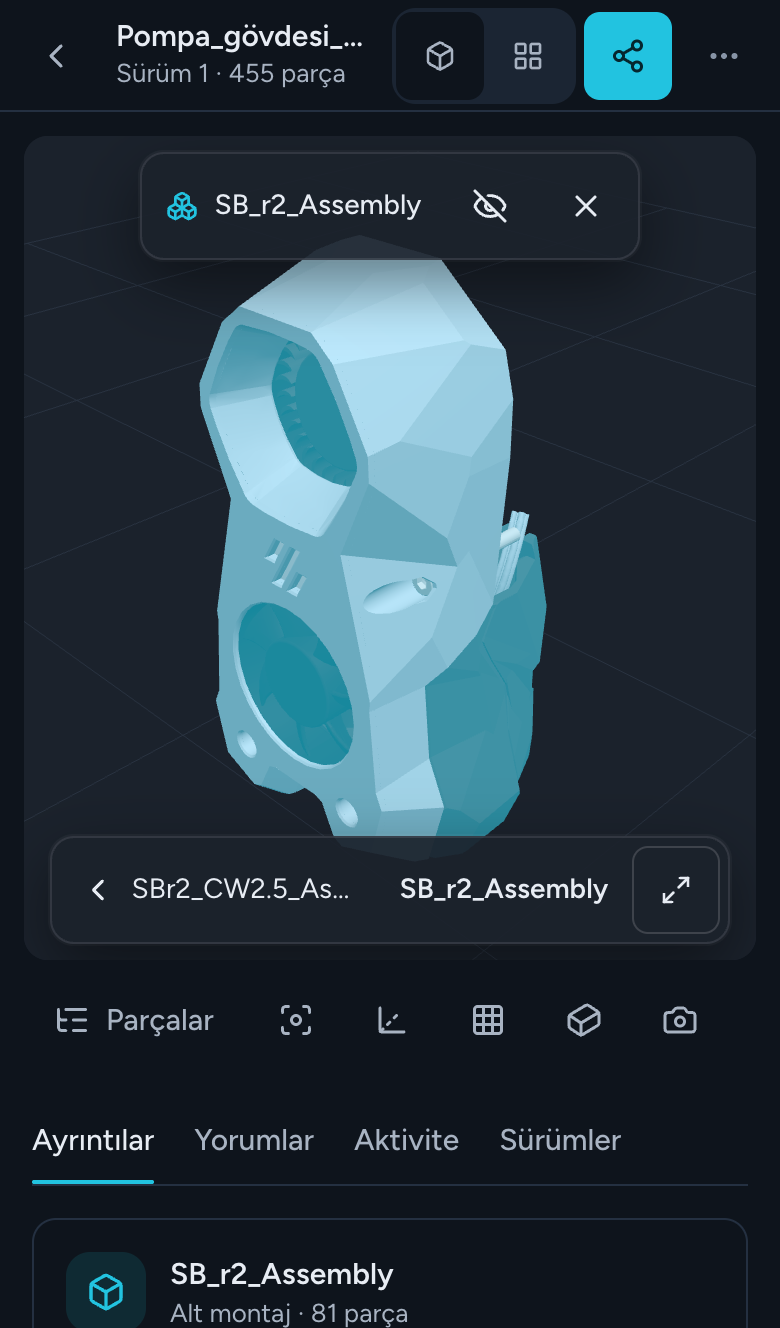 Pompa_gövdesi_...
Sürüm 1 · 455 parça
SB_r2_Assembly
SBr2_CW2.5_As... SB_r2_Assembly
Parçalar
Ayrıntılar Yorumlar Aktivite Sürümler
SB_r2_Assembly
Alt montaj · 81 parça